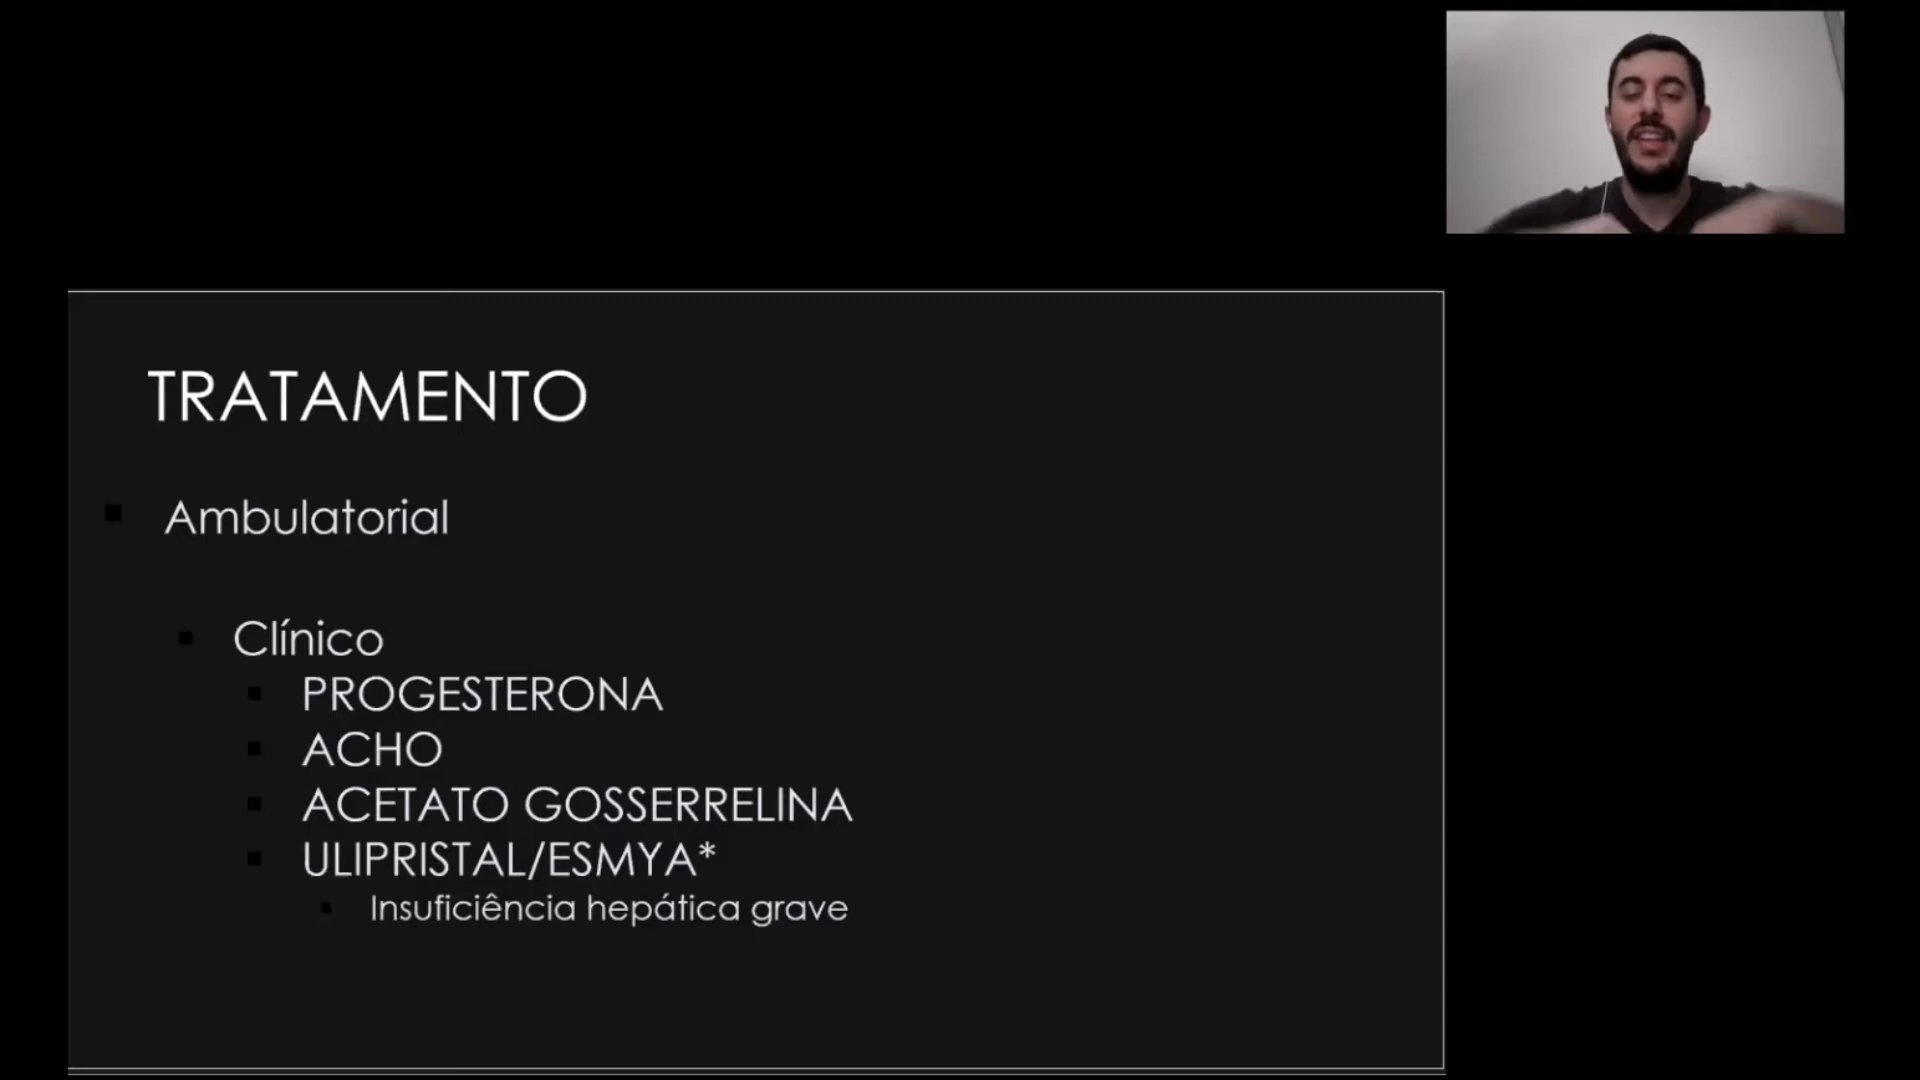 TRATAMENTO
Ambulatorial
Clínico
PROGESTERONA
ACHO
ACETATO GOSSERRELINA
ULIPRISTAL/ESMYA*
Insuficiência hepática grave